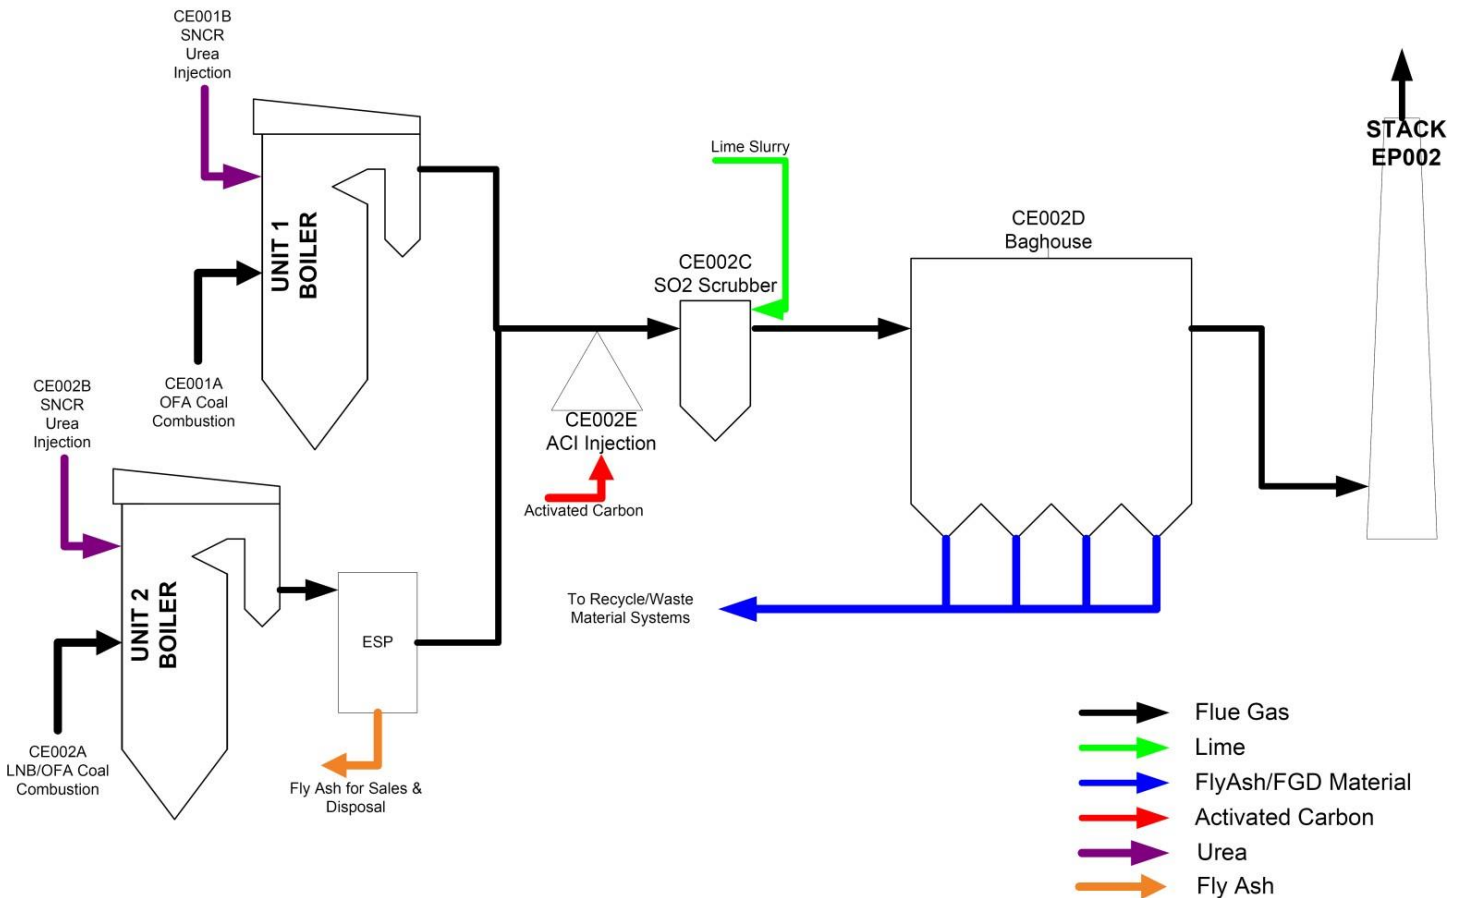 CE001B
SNCR
Urea
Injection
UNIT 1
BOILER
CE001A
OFA Coal
Combustion
CE002B
SNCR
Urea
Injection
UNIT 2
BOILER
CE002A
LNB/OFA Coal
Combustion
ESP
Fly Ash for Sales &
Disposal
Lime Slurry
CE002C
SO2 Scrubber
CE002E
ACI Injection
Activated Carbon
CE002D
Baghouse
To Recycle/Waste
Material Systems
STACK
EP002
Flue Gas
Lime
FlyAsh/FGD Material
Activated Carbon
Urea
Fly Ash